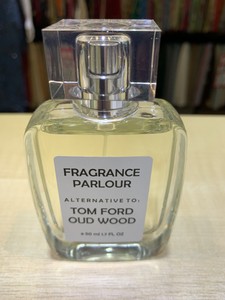 FRAGRANCE
PARLOUR
ALTERNATIVE TO:
TOM FORD
OUD WOOD